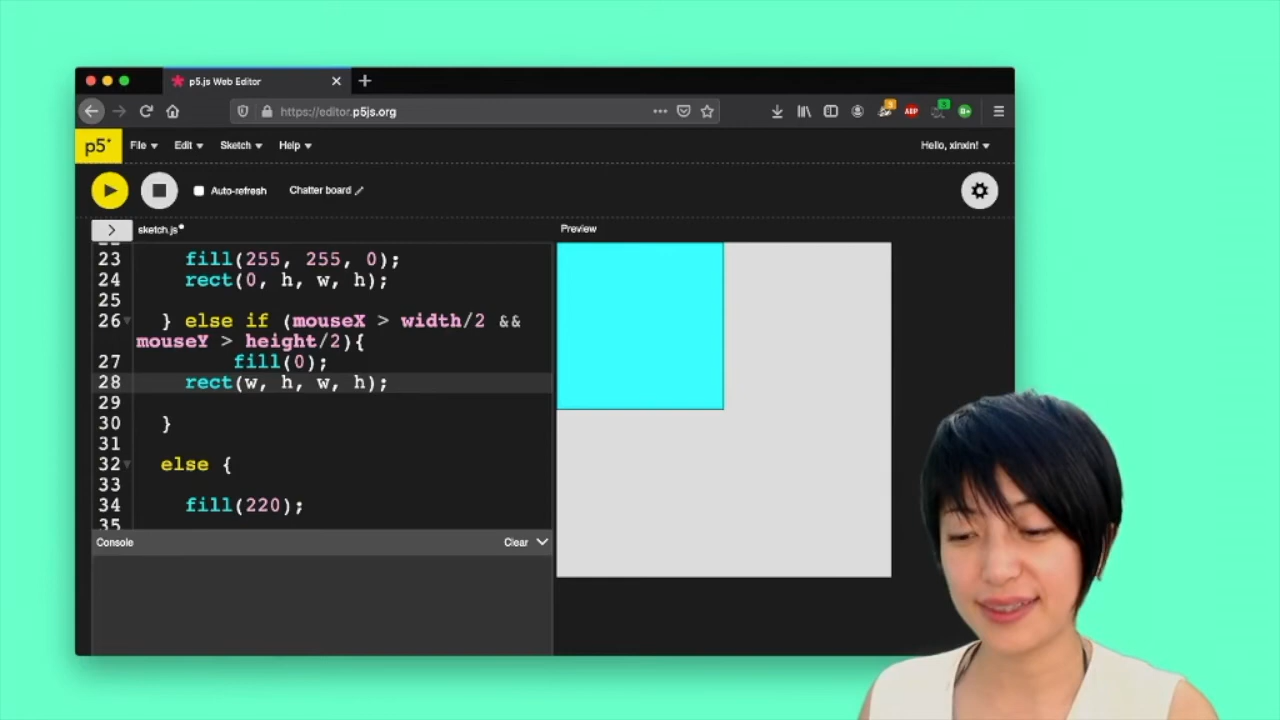 p5.js Web Editor
https://editor.p5js.org
p5* File Edit Sketch Help Hello, xinxin!
Auto-refresh Chatter board
sketch.js Preview
23 fill(255, 255, 0);
24 rect(0, h, w, h);
25
26 } else if (mouseX > width/2 &&
mouseY > height/2){
27 fill(0);
28 rect(w, h, w, h);
29
30 }
31
32 else {
33
34 fill(220);
35
Console Clear